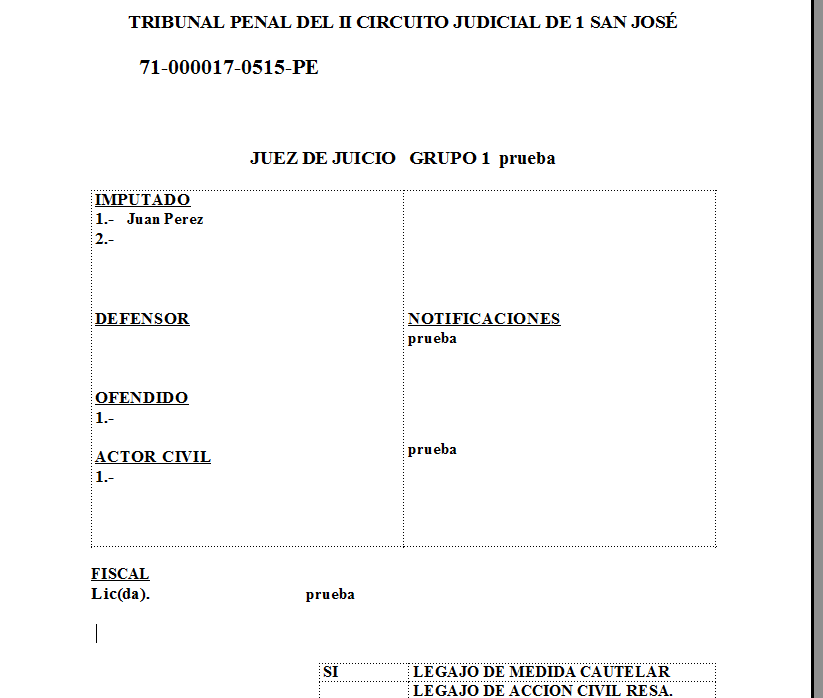 TRIBUNAL PENAL DEL II CIRCUITO JUDICIAL DE 1 SAN JOSÉ
71-000017-0515-PE
JUEZ DE JUICIO GRUPO 1 prueba
IMPUTADO
1.- Juan Perez
2.-
DEFENSOR
NOTIFICACIONES
prueba
OFENDIDO
1.-
prueba
ACTOR CIVIL
1.-
FISCAL
Lic(da). prueba
SI LEGAJO DE MEDIDA CAUTELAR
LEGAJO DE ACCION CIVIL RESA.